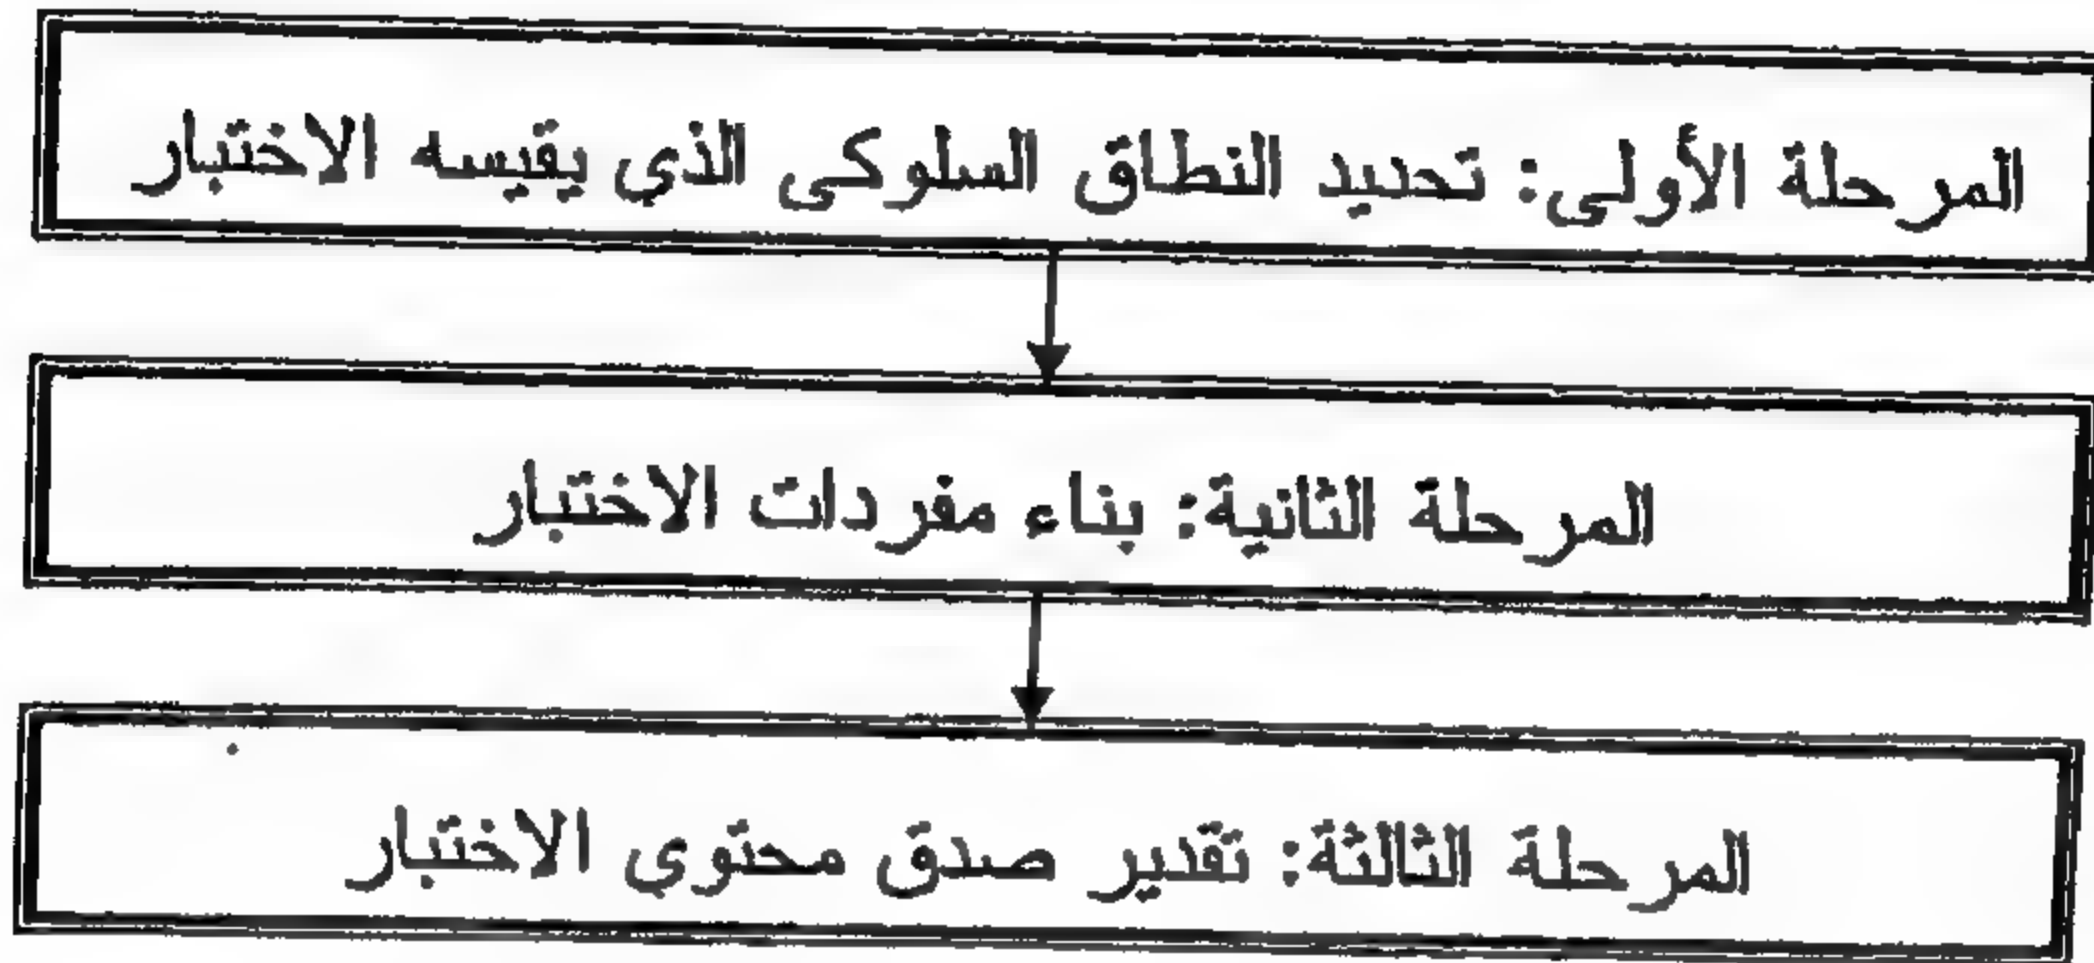 المرحلة الأولى: تحديد النطاق السلوكى الذي يقيسه الاختبار
المرحلة الثانية: بناء مفردات الاختبار
المرحلة الثالثة: تقدير صدق محتوي الاختبار